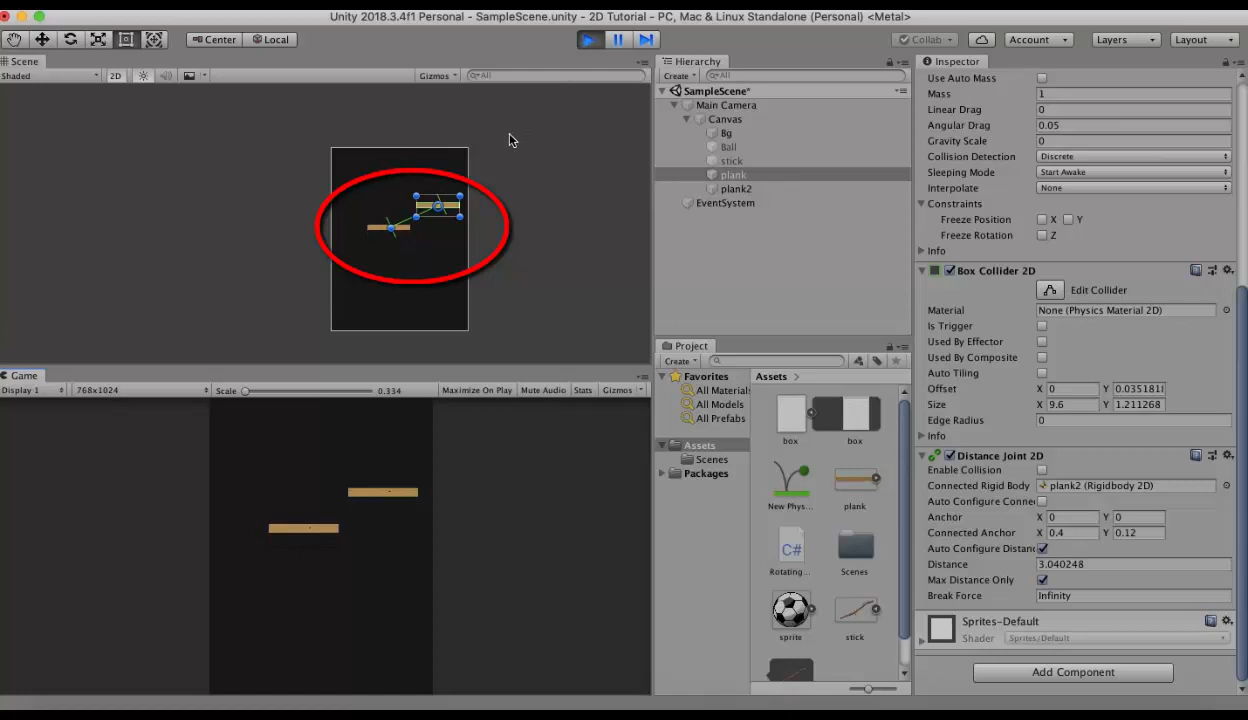 Unity 2018.3.4f1 Personal - SampleScene.unity - 2D Tutorial - PC, Mac & Linux Standalone (Personal) <Metal>
Center Local Collab Account Layers Layout
Scene
Shaded 2D Gizmos All
Game
Display 1 768x1024 Scale 0.334 Maximize On Play Mute Audio Stats Gizmos
Hierarchy
Create All
SampleScene*
Main Camera
Canvas
Bg
Ball
stick
plank
plank2
EventSystem
Project
Create
Favorites
All Materials
All Models
All Prefabs
Assets
Scenes
Packages
Assets
box box
New Phys... plank
C#
Rotating... Scenes
sprite stick
Inspector
Use Auto Mass
Mass 1
Linear Drag 0
Angular Drag 0.05
Gravity Scale 0
Collision Detection Discrete
Sleeping Mode Start Awake
Interpolate None
Constraints
Freeze Position X Y
Freeze Rotation Z
Info
Box Collider 2D
Edit Collider
Material None (Physics Material 2D)
Is Trigger
Used By Effector
Used By Composite
Auto Tiling
Offset X 0 Y 0.0351818
Size X 9.6 Y 1.211268
Edge Radius 0
Info
Distance Joint 2D
Enable Collision
Connected Rigid Body plank2 (Rigidbody 2D)
Auto Configure Conne
Anchor X 0 Y 0
Connected Anchor X 0.4 Y 0.12
Auto Configure Distanc
Distance 3.040248
Max Distance Only
Break Force Infinity
Sprites-Default
Shader Sprites/Default
Add Component